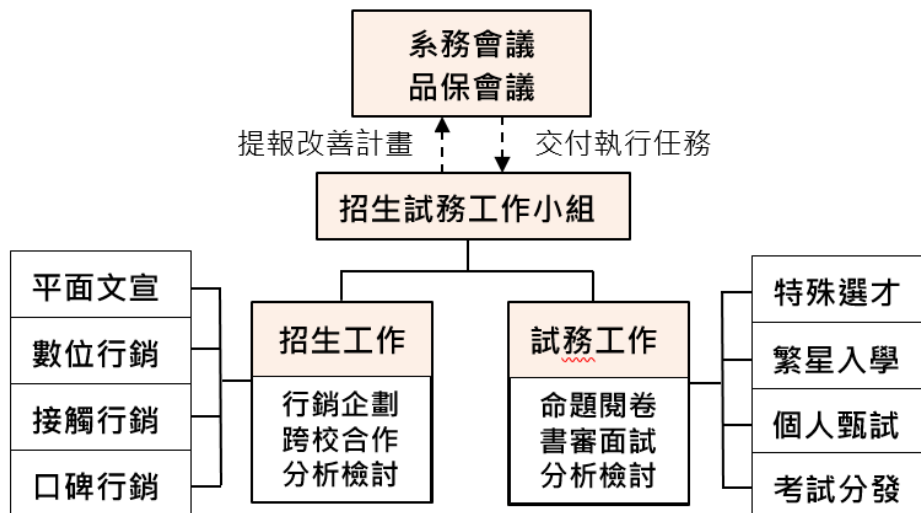 系務會議
品保會議
提報改善計畫
交付執行任務
招生試務工作小組
平面文宣
數位行銷
接觸行銷
口碑行銷
招生工作
行銷企劃
跨校合作
分析檢討
試務工作
命題閱卷
書審面試
分析檢討
特殊選才
繁星入學
個人甄試
考試分發